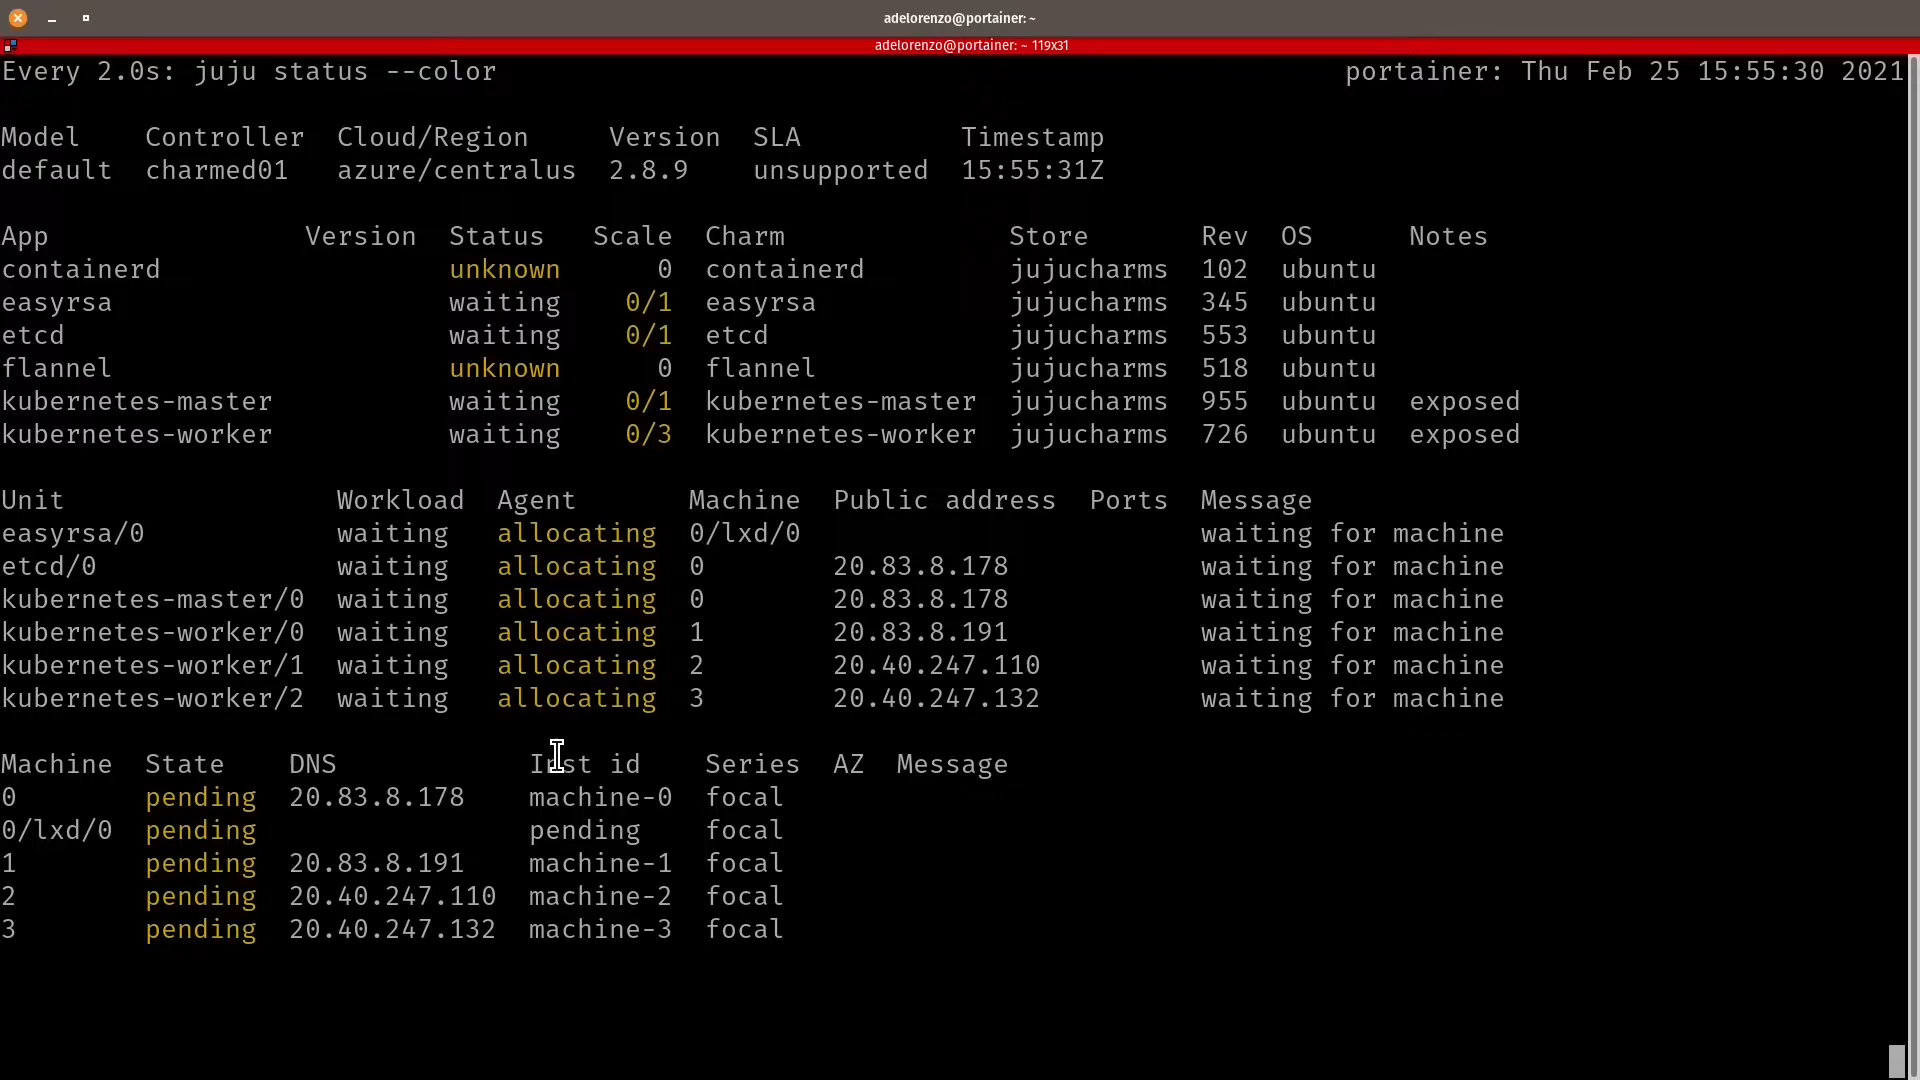 adelorenzo@portainer: ~
adelorenzo@portainer: ~ 119x31
Every 2.0s: juju status --color                                                     portainer: Thu Feb 25 15:55:30 2021
Model    Controller  Cloud/Region     Version  SLA          Timestamp
default  charmed01   azure/centralus  2.8.9    unsupported  15:55:31Z
App                Version  Status   Scale  Charm              Store       Rev  OS      Notes
containerd                  unknown      0  containerd         jujucharms  102  ubuntu
easyrsa                     waiting    0/1  easyrsa            jujucharms  345  ubuntu
etcd                        waiting    0/1  etcd               jujucharms  553  ubuntu
flannel                     unknown      0  flannel            jujucharms  518  ubuntu
kubernetes-master           waiting    0/1  kubernetes-master  jujucharms  955  ubuntu  exposed
kubernetes-worker           waiting    0/3  kubernetes-worker  jujucharms  726  ubuntu  exposed
Unit                 Workload  Agent       Machine  Public address  Ports  Message
easyrsa/0            waiting   allocating  0/lxd/0                         waiting for machine
etcd/0               waiting   allocating  0        20.83.8.178            waiting for machine
kubernetes-master/0  waiting   allocating  0        20.83.8.178            waiting for machine
kubernetes-worker/0  waiting   allocating  1        20.83.8.191            waiting for machine
kubernetes-worker/1  waiting   allocating  2        20.40.247.110          waiting for machine
kubernetes-worker/2  waiting   allocating  3        20.40.247.132          waiting for machine
Machine  State    DNS            Inst id    Series  AZ  Message
0        pending  20.83.8.178    machine-0  focal
0/lxd/0  pending                 pending    focal
1        pending  20.83.8.191    machine-1  focal
2        pending  20.40.247.110  machine-2  focal
3        pending  20.40.247.132  machine-3  focal